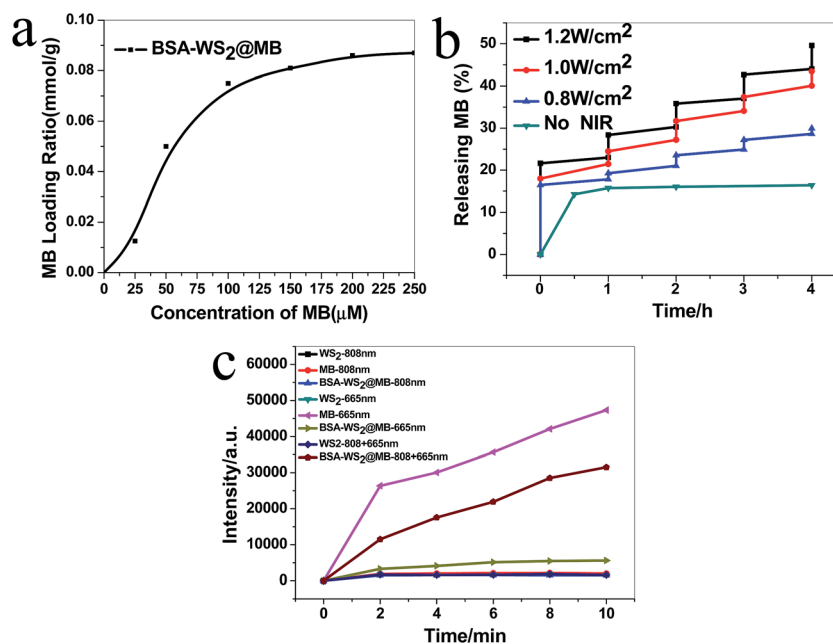 a
BSA-WS2@MB
MB Loading Ratio(mmol/g)
0.10
0.08
0.06
0.04
0.02
0.00
0 25 50 75 100 125 150 175 200 225 250
Concentration of MB(μM)
b
1.2W/cm2
1.0W/cm2
0.8W/cm2
No NIR
Releasing MB (%)
50
40
30
20
10
0
0 1 2 3 4
Time/h
c
WS2-808nm
MB-808nm
BSA-WS2@MB-808nm
WS2-665nm
MB-665nm
BSA-WS2@MB-665nm
WS2-808+665nm
BSA-WS2@MB-808+665nm
Intensity/a.u.
60000
50000
40000
30000
20000
10000
0
0 2 4 6 8 10
Time/min